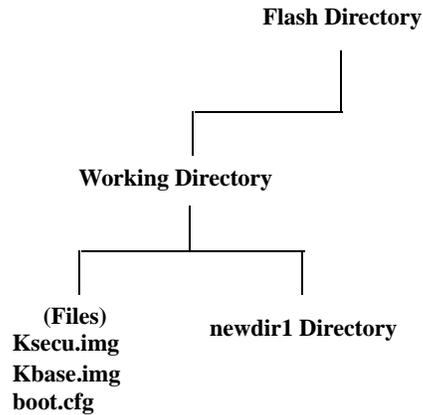 Flash Directory
Working Directory
(Files)
Ksecu.img
Kbase.img
boot.cfg
newdir1 Directory